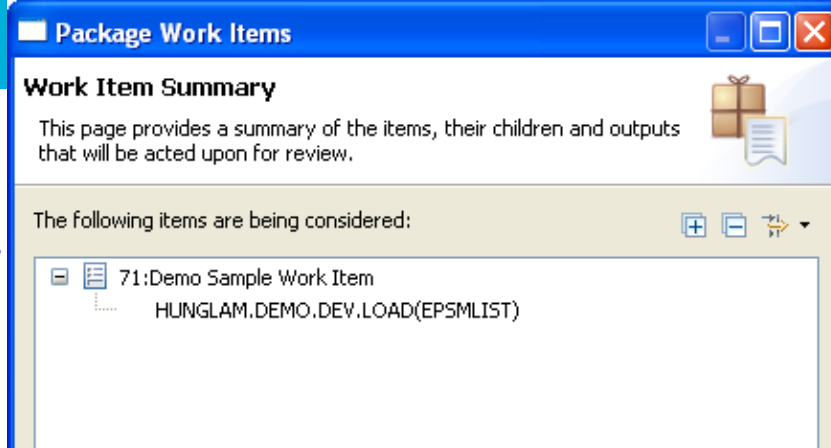 Package Work Items
Work Item Summary
This page provides a summary of the items, their children and outputs
that will be acted upon for review.
The following items are being considered:
71:Demo Sample Work Item
HUNGLAM.DEMO.DEV.LOAD(EPSMLIST)